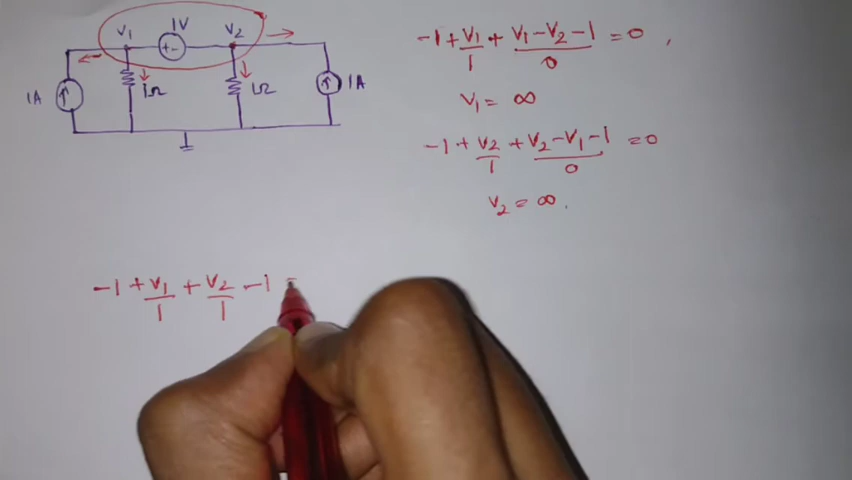 1V
V₁ V₂
+-
1A 1Ω 1Ω 1A
-1 + V₁/1 + (V₁-V₂-1)/0 = 0,
V₁ = ∞
-1 + V₂/1 + (V₂-V₁-1)/0 = 0
V₂ = ∞.
-1 + V₁/1 + V₂/1 - 1 =